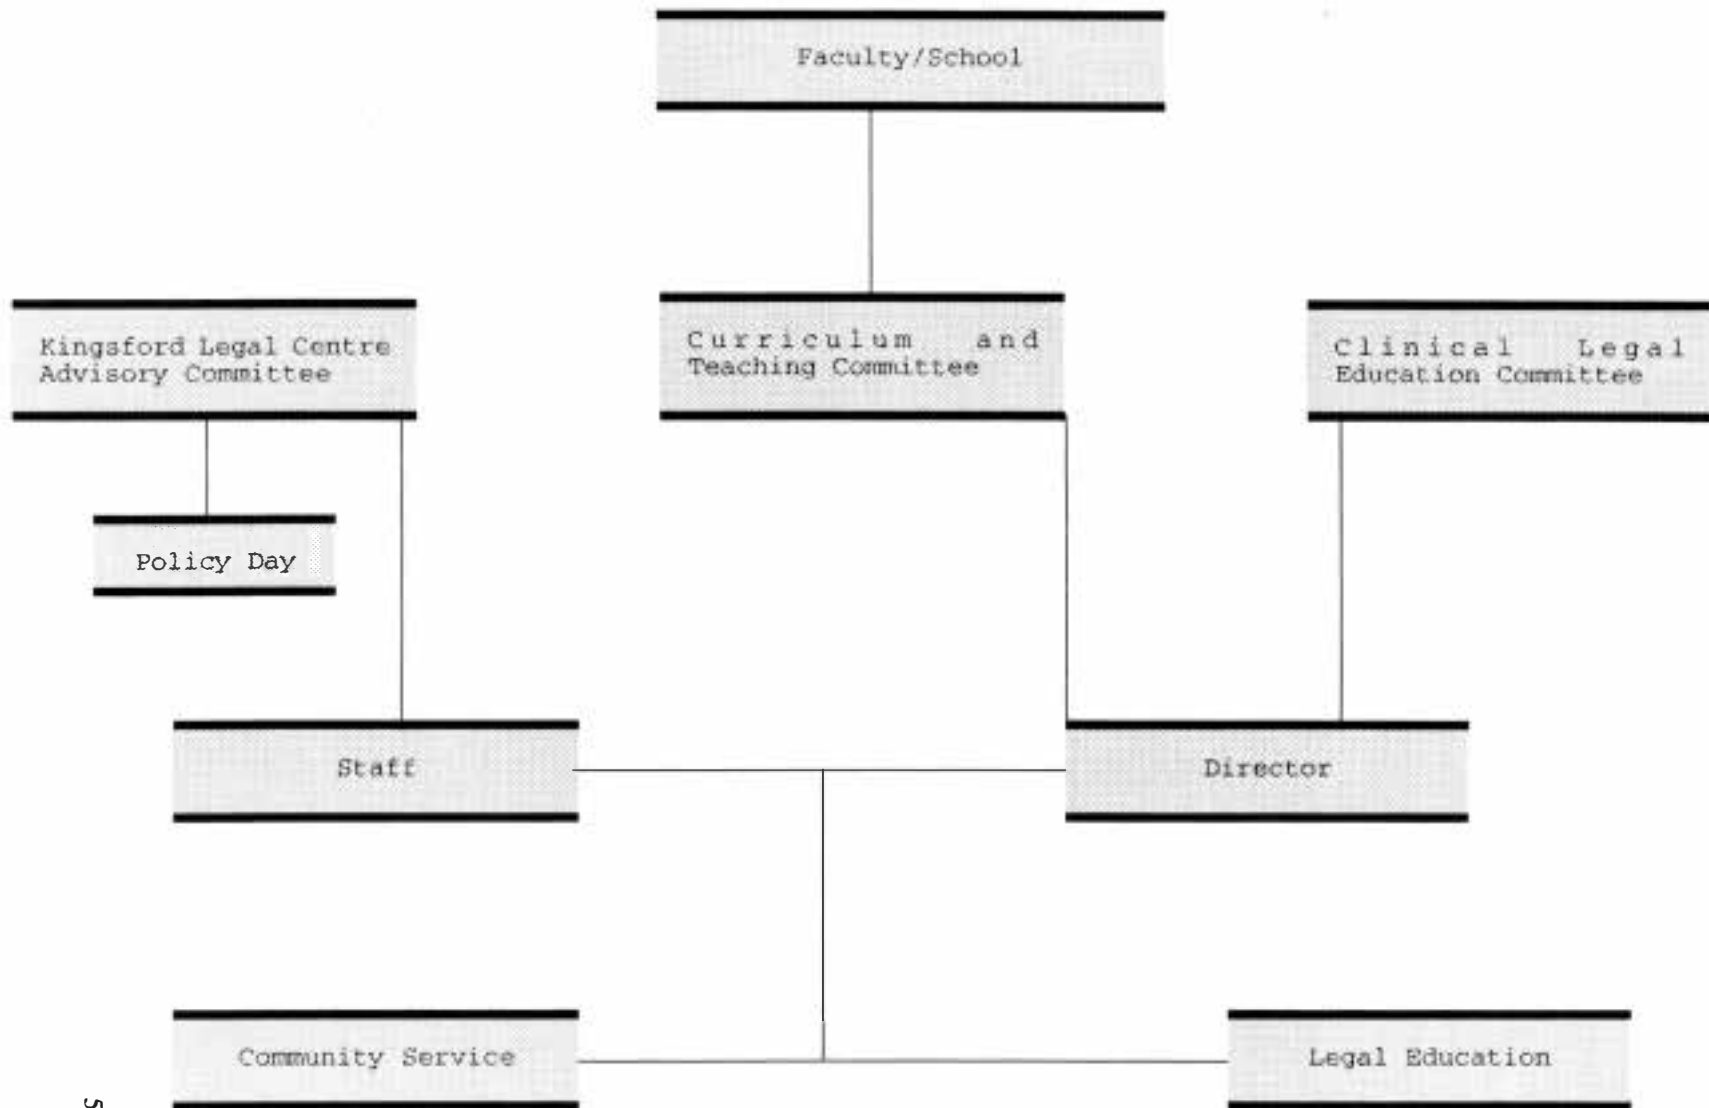 Faculty/School
Kingsford Legal Centre
Advisory Committee
Curriculum and
Teaching Committee
Clinical Legal
Education Committee
Policy Day
Staff
Director
Community Service
Legal Education
5